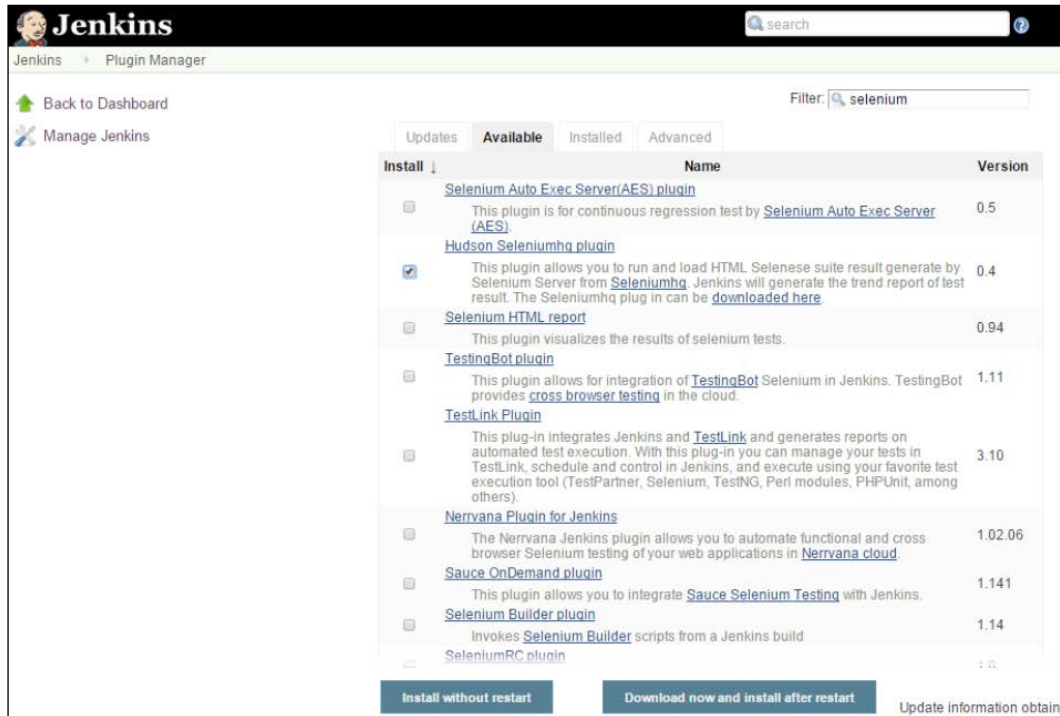 Jenkins
search
Jenkins Plugin Manager
Back to Dashboard
Manage Jenkins
Filter: selenium
Updates Available Installed Advanced
Install ↓ Name Version
Selenium Auto Exec Server(AES) plugin
This plugin is for continuous regression test by Selenium Auto Exec Server
(AES).
0.5
Hudson Seleniumhq plugin
This plugin allows you to run and load HTML Selenese suite result generate by
Selenium Server from Seleniumhq. Jenkins will generate the trend report of test
result. The Seleniumhq plug in can be downloaded here.
0.4
Selenium HTML report
This plugin visualizes the results of selenium tests.
0.94
TestingBot plugin
This plugin allows for integration of TestingBot Selenium in Jenkins. TestingBot
provides cross browser testing in the cloud.
1.11
TestLink Plugin
This plug-in integrates Jenkins and TestLink and generates reports on
automated test execution. With this plug-in you can manage your tests in
TestLink, schedule and control in Jenkins, and execute using your favorite test
execution tool (TestPartner, Selenium, TestNG, Perl modules, PHPUnit, among
others).
3.10
Nerrvana Plugin for Jenkins
The Nerrvana Jenkins plugin allows you to automate functional and cross
browser Selenium testing of your web applications in Nerrvana cloud.
1.02.06
Sauce OnDemand plugin
This plugin allows you to integrate Sauce Selenium Testing with Jenkins.
1.141
Selenium Builder plugin
Invokes Selenium Builder scripts from a Jenkins build
1.14
SeleniumRC plugin
Install without restart Download now and install after restart Update information obtain